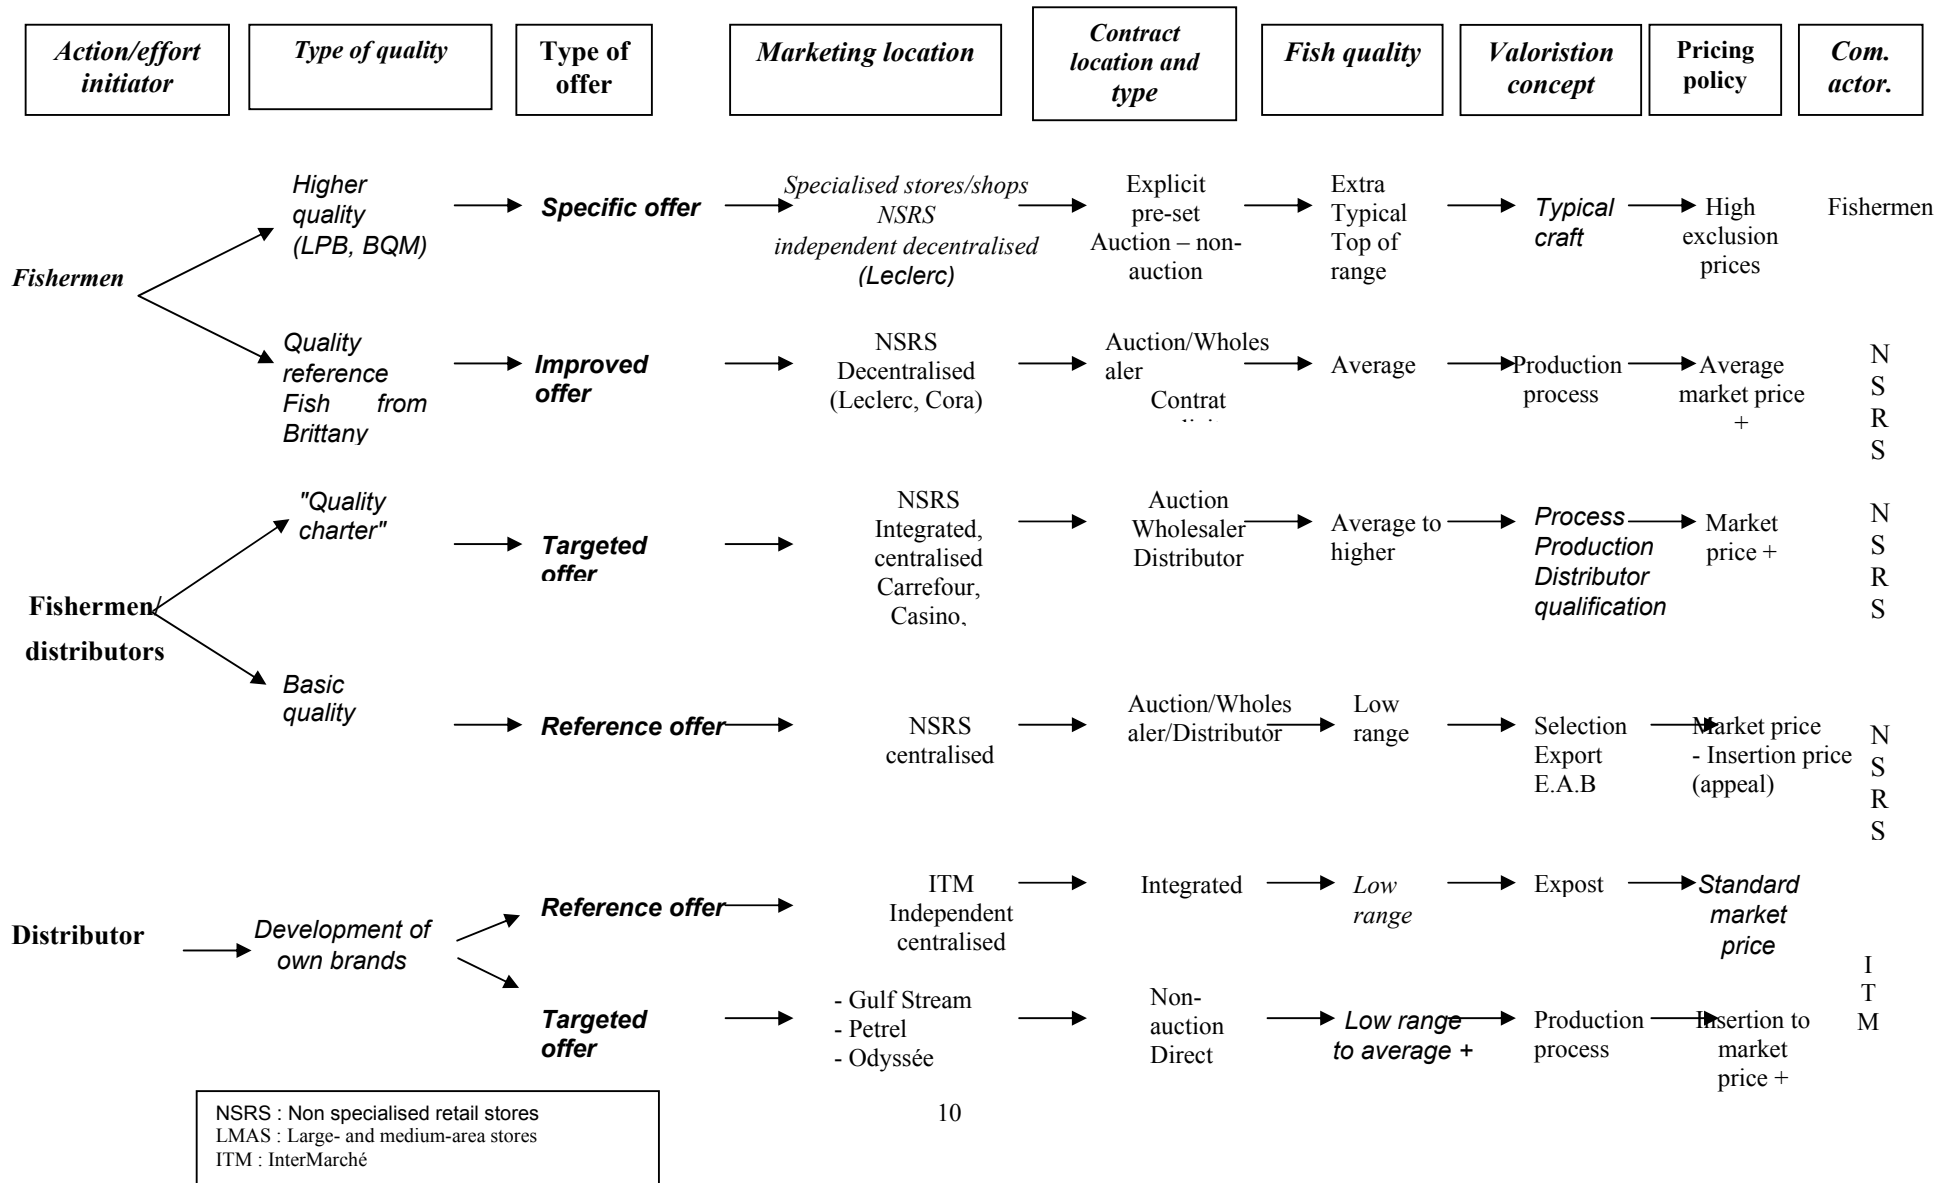 Action/effort
initiator
Type of quality
Type of
offer
Marketing location
Contract
location and
type
Fish quality
Valoristion
concept
Pricing
policy
Com.
actor.
Fishermen
Higher
quality
(LPB, BQM)
Specific offer
Specialised stores/shops
NSRS
independent decentralised
(Leclerc)
Explicit
pre-set
Auction – non-
auction
Extra
Typical
Top of
range
Typical
craft
High
exclusion
prices
Fishermen
Quality
reference
Fish from
Brittany
Improved
offer
NSRS
Decentralised
(Leclerc, Cora)
Auction/Wholes
aler
Contrat
Average
Production
process
Average
market price
+
N
S
R
S
Fishermen/
distributors
"Quality
charter"
Targeted
offer
NSRS
Integrated,
centralised
Carrefour,
Casino,
Auction
Wholesaler
Distributor
Average to
higher
Process
Production
Distributor
qualification
Market
price +
N
S
R
S
Basic
quality
Reference offer
NSRS
centralised
Auction/Wholes
aler/Distributor
Low
range
Selection
Export
E.A.B
Market price
- Insertion price
(appeal)
N
S
R
S
Distributor
Development of
own brands
Reference offer
ITM
Independent
centralised
Integrated
Low
range
Expost
Standard
market
price
Targeted
offer
- Gulf Stream
- Petrel
- Odyssée
Non-
auction
Direct
Low range
to average +
Production
process
Insertion to
market
price +
I
T
M
NSRS : Non specialised retail stores
LMAS : Large- and medium-area stores
ITM : InterMarché
10